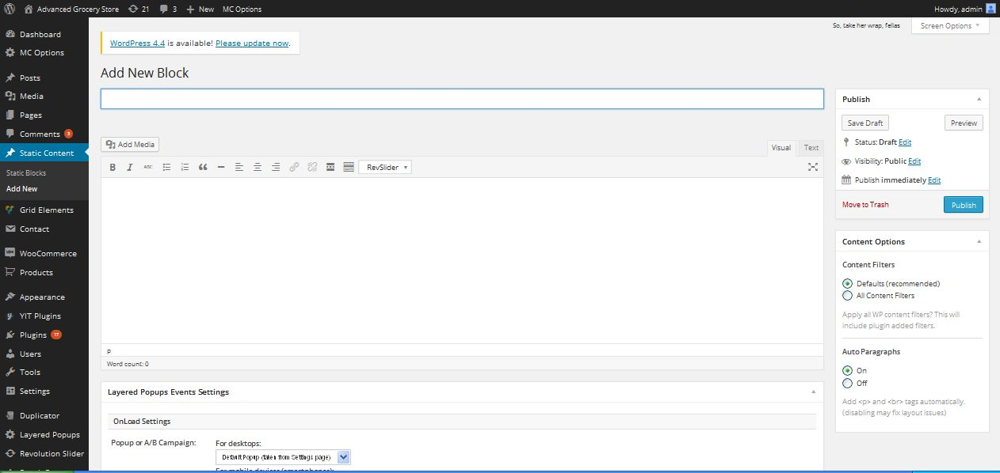 Advanced Grocery Store 21 3 New MC Options Howdy, admin
So, take her wrap, fellas Screen Options
WordPress 4.4 is available! Please update now.
Add New Block
Dashboard
MC Options
Posts
Media
Pages
Comments 3
Static Content
Static Blocks
Add New
Grid Elements
Contact
WooCommerce
Products
Appearance
YIT Plugins
Plugins 17
Users
Tools
Settings
Duplicator
Layered Popups
Revolution Slider
Add Media
Visual Text
B I ABC RevSlider
P
Word count: 0
Layered Popups Events Settings
OnLoad Settings
Popup or A/B Campaign: For desktops:
Default Popup (taken from Settings page)
For mobile devices (smartphones):
Publish
Save Draft Preview
Status: Draft Edit
Visibility: Public Edit
Publish immediately Edit
Move to Trash Publish
Content Options
Content Filters
Defaults (recommended)
All Content Filters
Apply all WP content filters? This will
include plugin added filters.
Auto Paragraphs
On
Off
Add <p> and <br> tags automatically.
(disabling may fix layout issues)